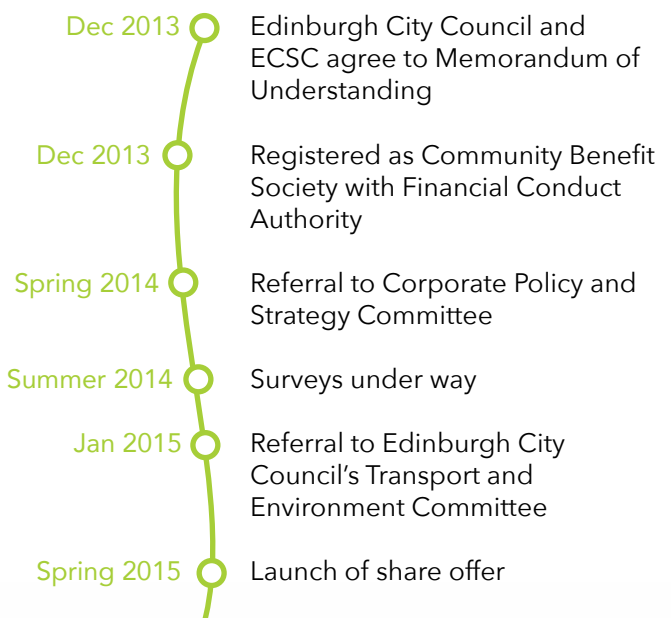 Dec 2013
Edinburgh City Council and
ECSC agree to Memorandum of
Understanding
Dec 2013
Registered as Community Benefit
Society with Financial Conduct
Authority
Spring 2014
Referral to Corporate Policy and
Strategy Committee
Summer 2014
Surveys under way
Jan 2015
Referral to Edinburgh City
Council’s Transport and
Environment Committee
Spring 2015
Launch of share offer